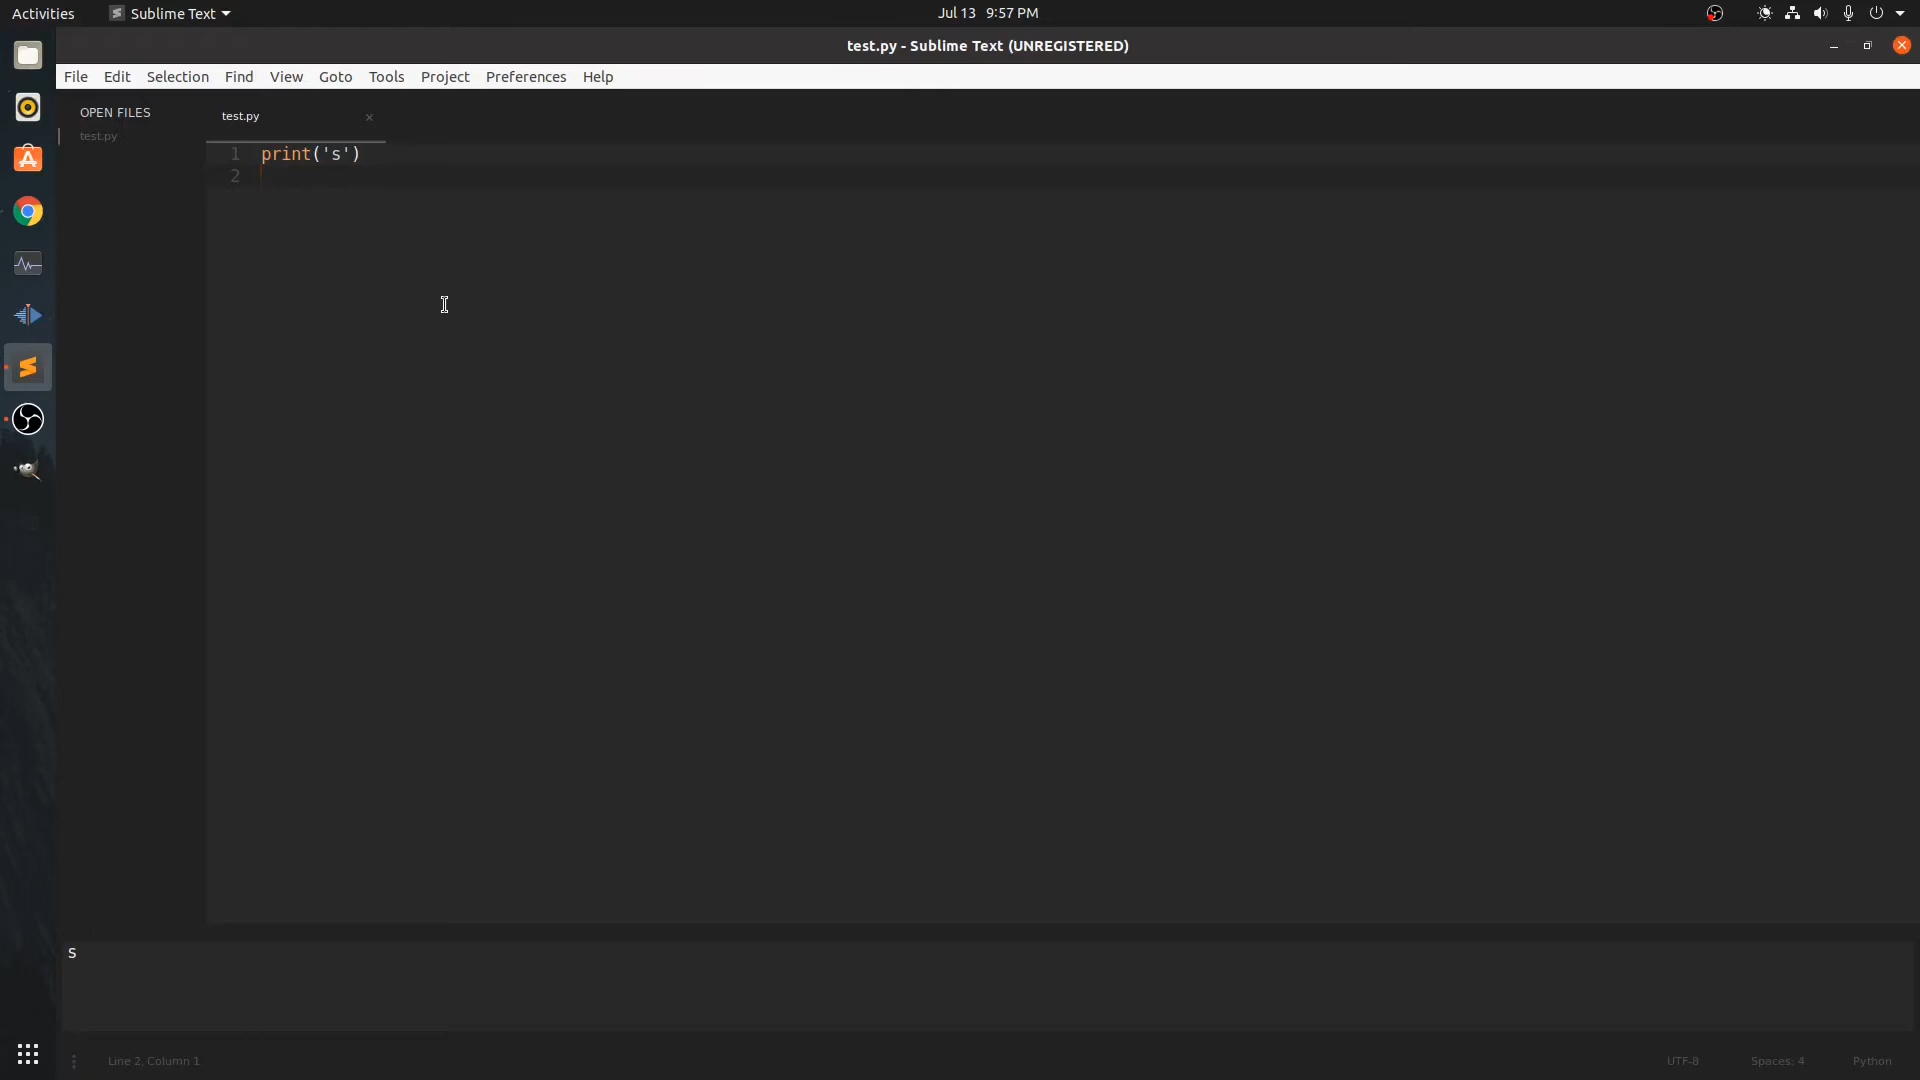 Activities Sublime Text Jul 13 9:57 PM
test.py - Sublime Text (UNREGISTERED)
File Edit Selection Find View Goto Tools Project Preferences Help
OPEN FILES
test.py
test.py
1 print('s')
2
s
Line 2, Column 1 UTF-8 Spaces: 4 Python